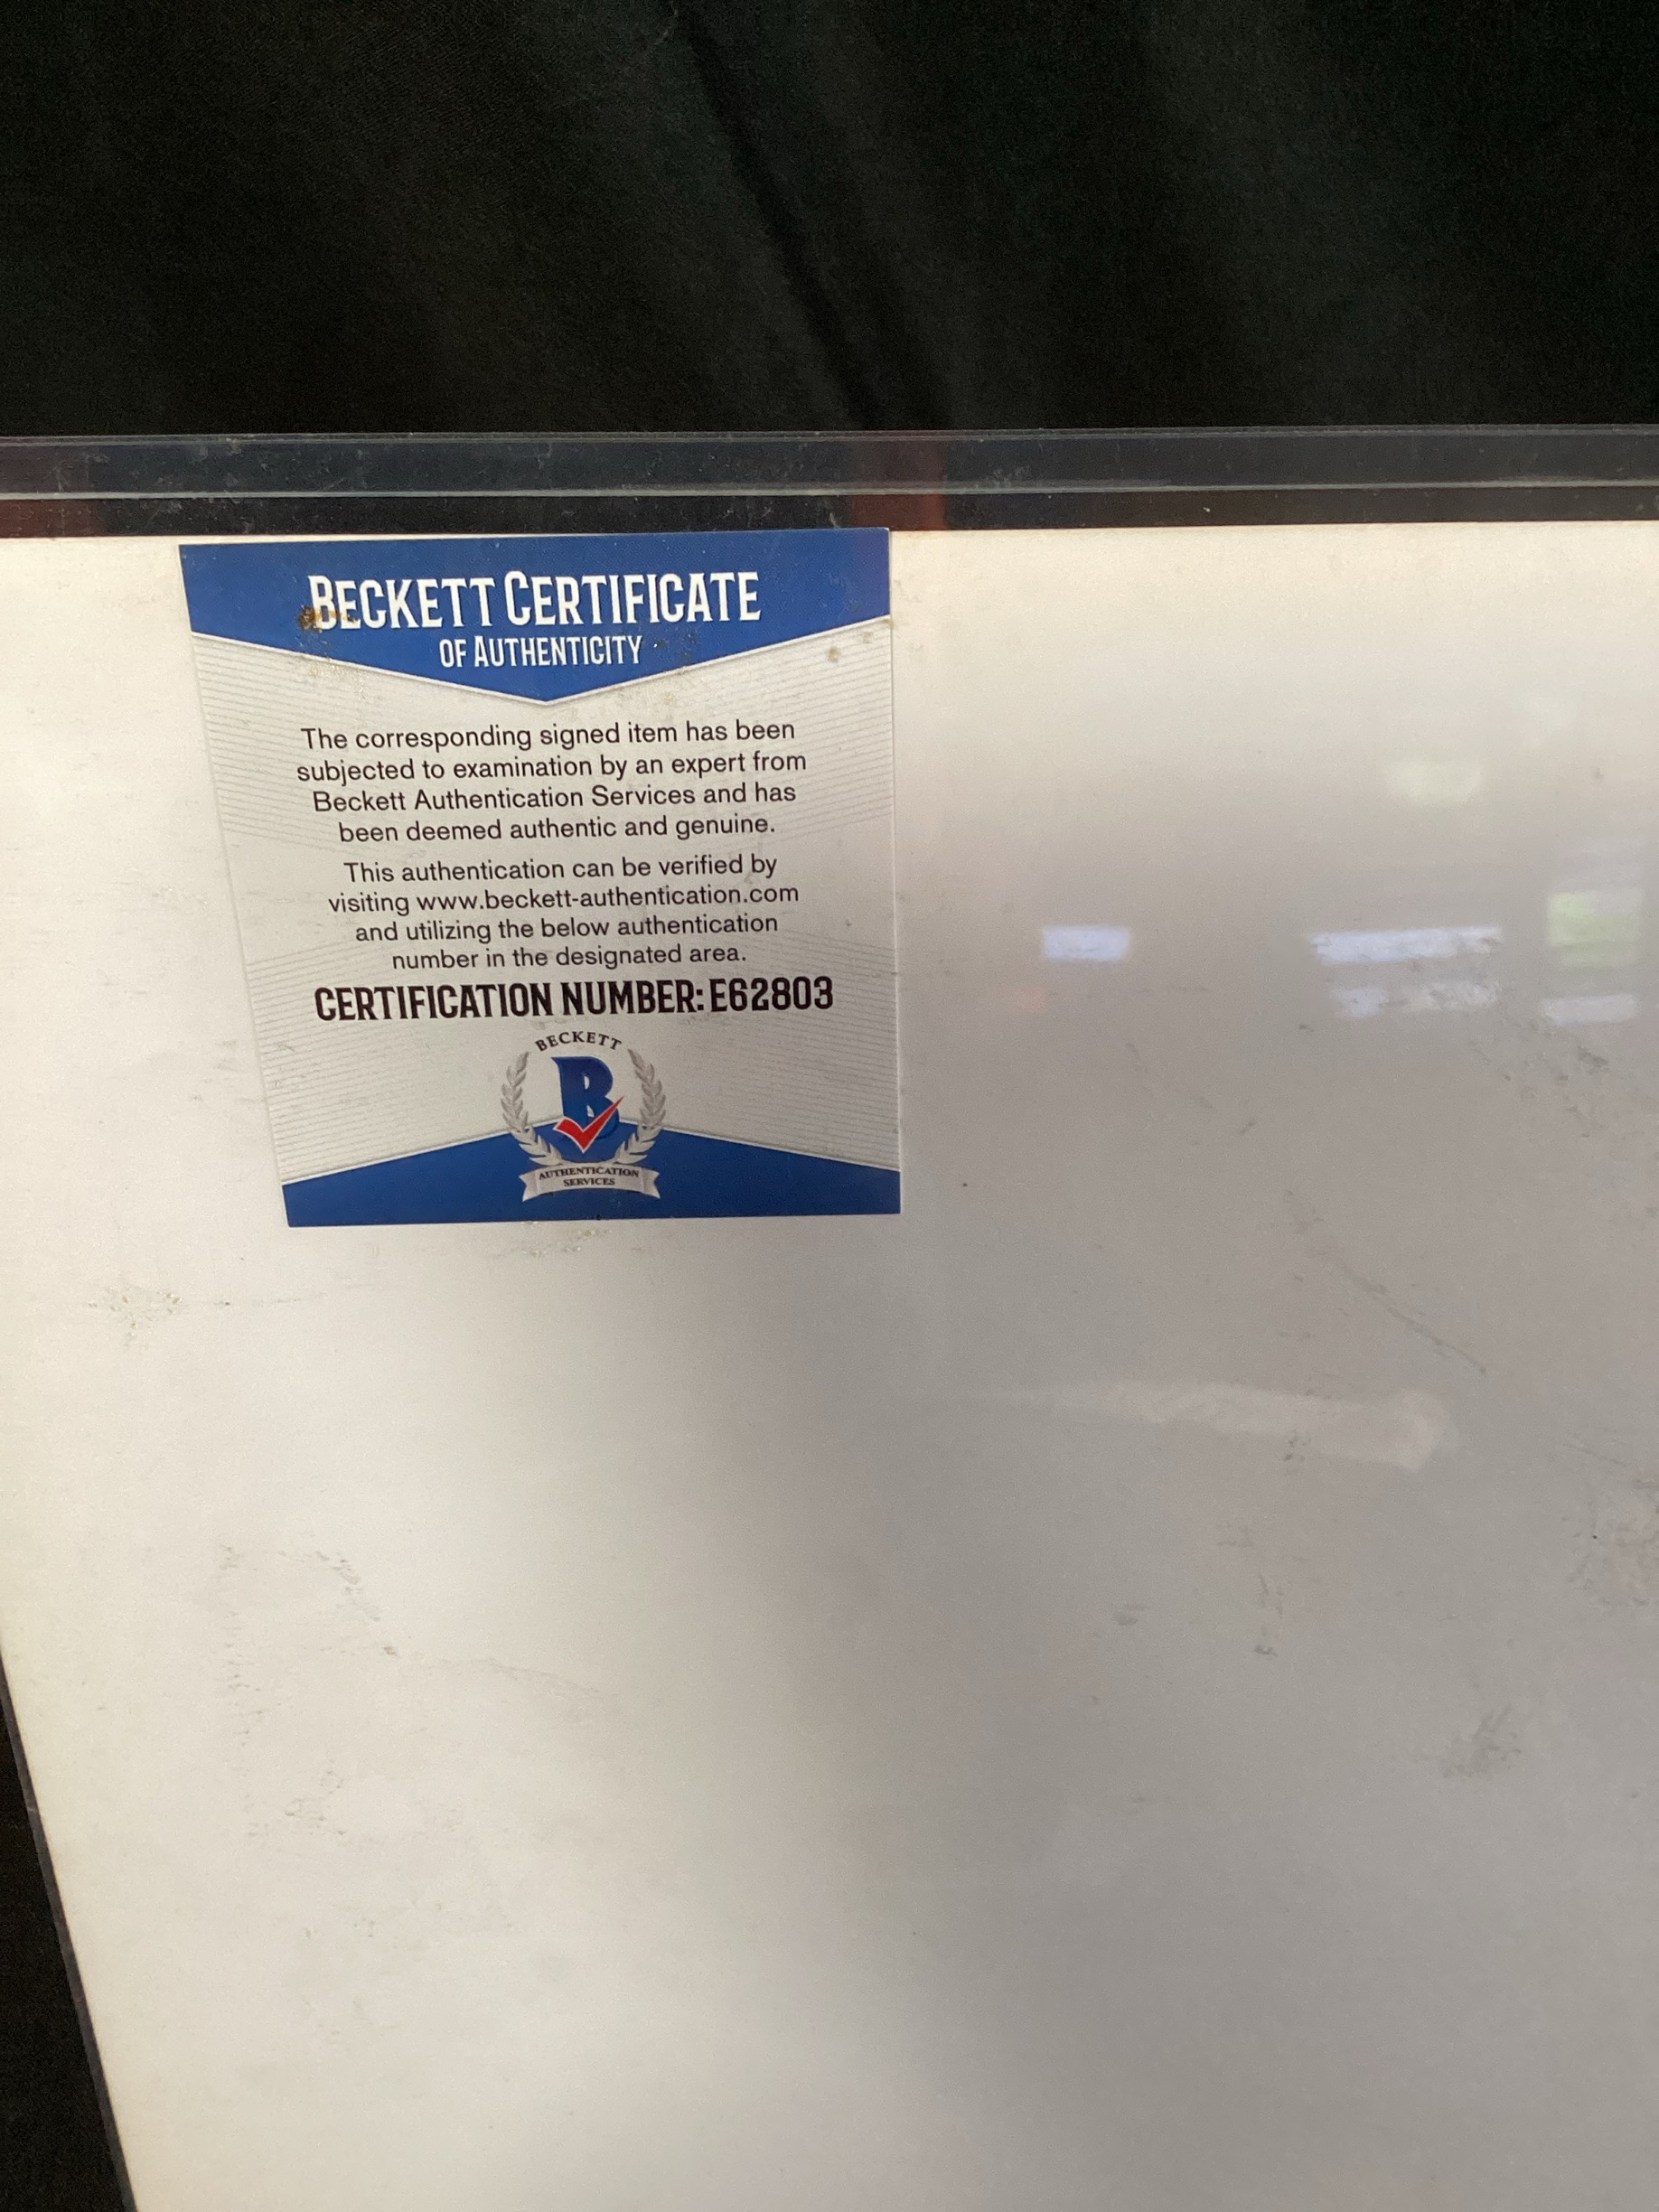 BECKETT CERTIFICATE
OF AUTHENTICITY
The corresponding signed item has been
subjected to examination by an expert from
Beckett Authentication Services and has
been deemed authentic and genuine.
This authentication can be verified by
visiting www.beckett-authentication.com
and utilizing the below authentication
number in the designated area.
CERTIFICATION NUMBER: E62803
BECKETT
B
AUTHENTICATION
SERVICES